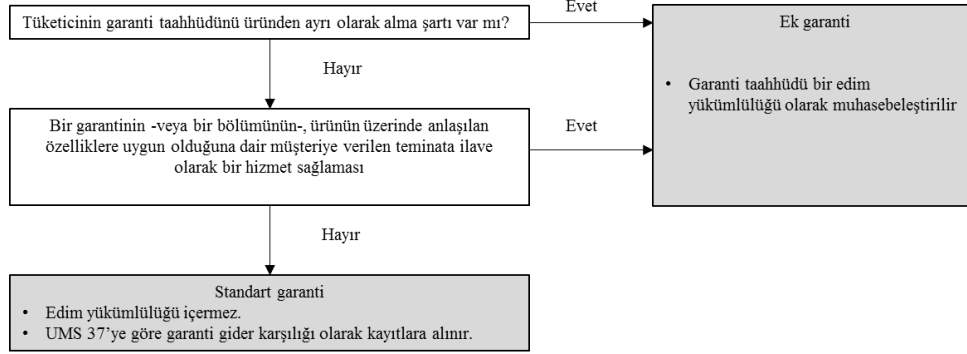 Tüketicinin garanti taahhüdünü üründen ayrı olarak alma şartı var mı?
Evet
Ek garanti
• Garanti taahhüdü bir edim
yükümlülüğü olarak muhasebeleştirilir
Hayır
Bir garantinin -veya bir bölümünün-, ürünün üzerinde anlaşılan
özelliklere uygun olduğuna dair müşteriye verilen teminata ilave
olarak bir hizmet sağlaması
Evet
Hayır
Standart garanti
• Edim yükümlülüğü içermez.
• UMS 37’ye göre garanti gider karşılığı olarak kayıtlara alınır.